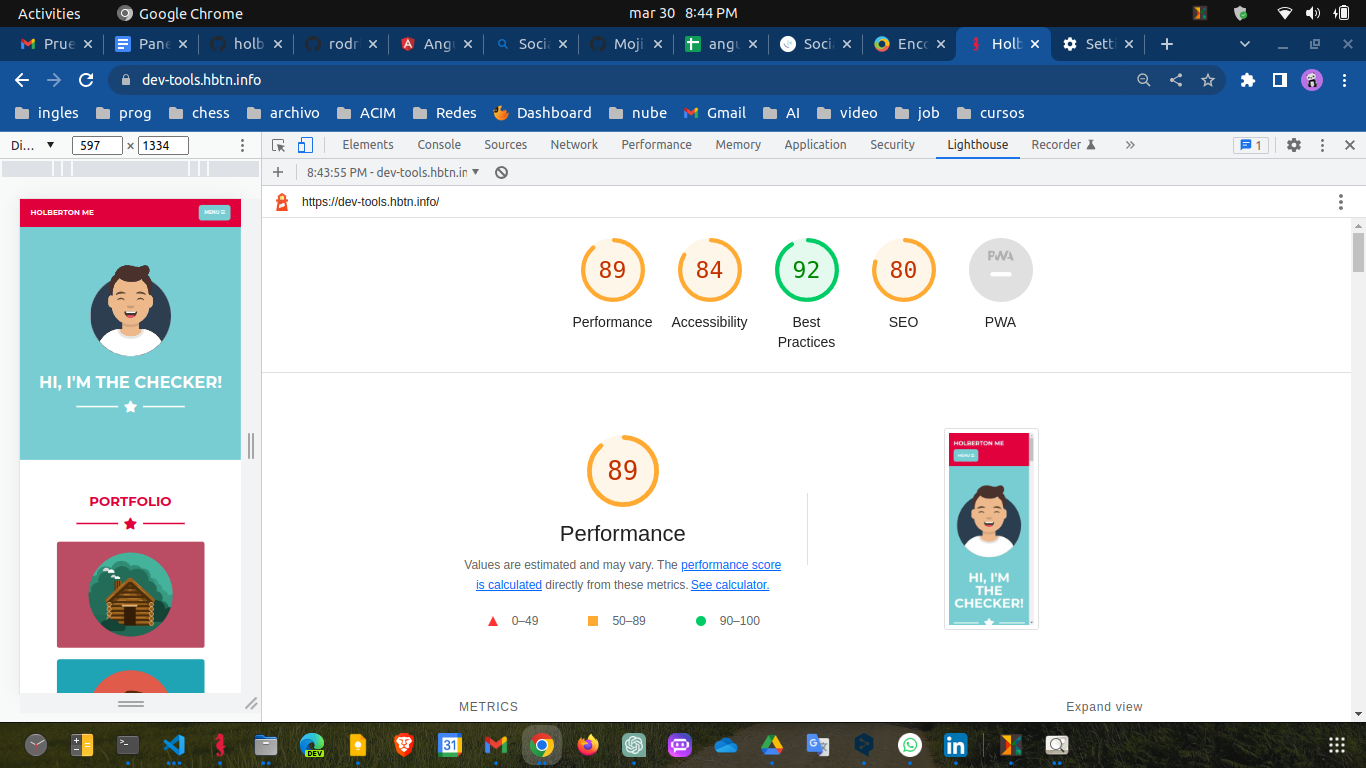 Activities Google Chrome mar 30 8:44 PM
Prue Pane holb rodri Angu Socia Moji angu Socia Enco Holb Setti
dev-tools.hbtn.info
ingles prog chess archivo ACIM Redes Dashboard nube Gmail AI video job cursos
Di... 597 × 1334 Elements Console Sources Network Performance Memory Application Security Lighthouse Recorder 1
8:43:55 PM - dev-tools.hbtn.in
https://dev-tools.hbtn.info/
HOLBERTON ME MENU
HI, I'M THE CHECKER!
PORTFOLIO
89 84 92 80 PWA
Performance Accessibility Best Practices SEO PWA
89
Performance
Values are estimated and may vary. The performance score
is calculated directly from these metrics. See calculator.
0–49 50–89 90–100
HOLBERTON ME
MENU
HI, I'M
THE
CHECKER!
METRICS Expand view
DEV 31